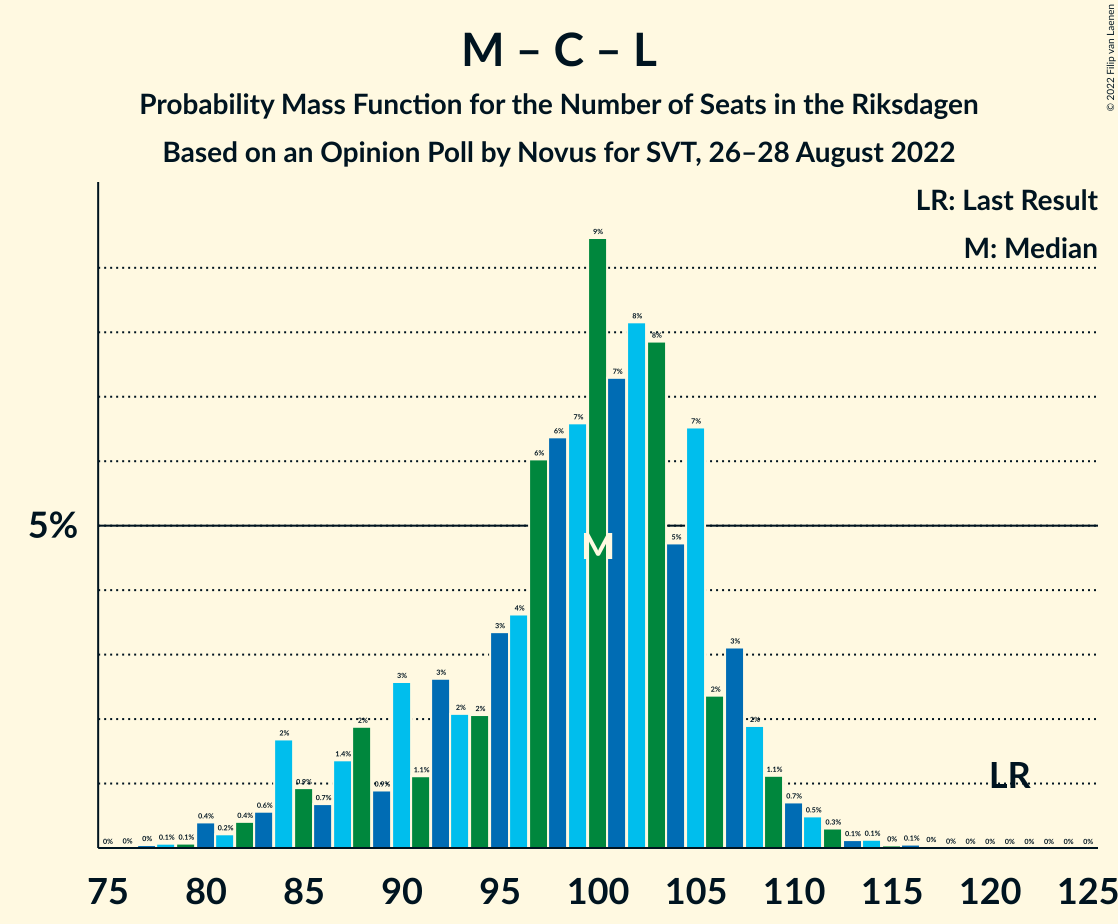 M – C – L
Probability Mass Function for the Number of Seats in the Riksdagen
Based on an Opinion Poll by Novus for SVT, 26–28 August 2022
© 2022 Filip van Laenen
LR: Last Result
M: Median
5%
0% 0% 0% 0.1% 0.1% 0.4% 0.2% 0.4% 0.6% 2% 0.9% 0.7% 1.4% 2% 0.9% 3% 1.1% 3% 2% 2% 3% 4% 6% 6% 7% 9% 7% 8% 8% 5% 7% 2% 3% 2% 1.1% 0.7% 0.5% 0.3% 0.1% 0.1% 0% 0.1% 0% 0% 0% 0% 0% 0% 0% 0% 0%
M
LR
75 80 85 90 95 100 105 110 115 120 125